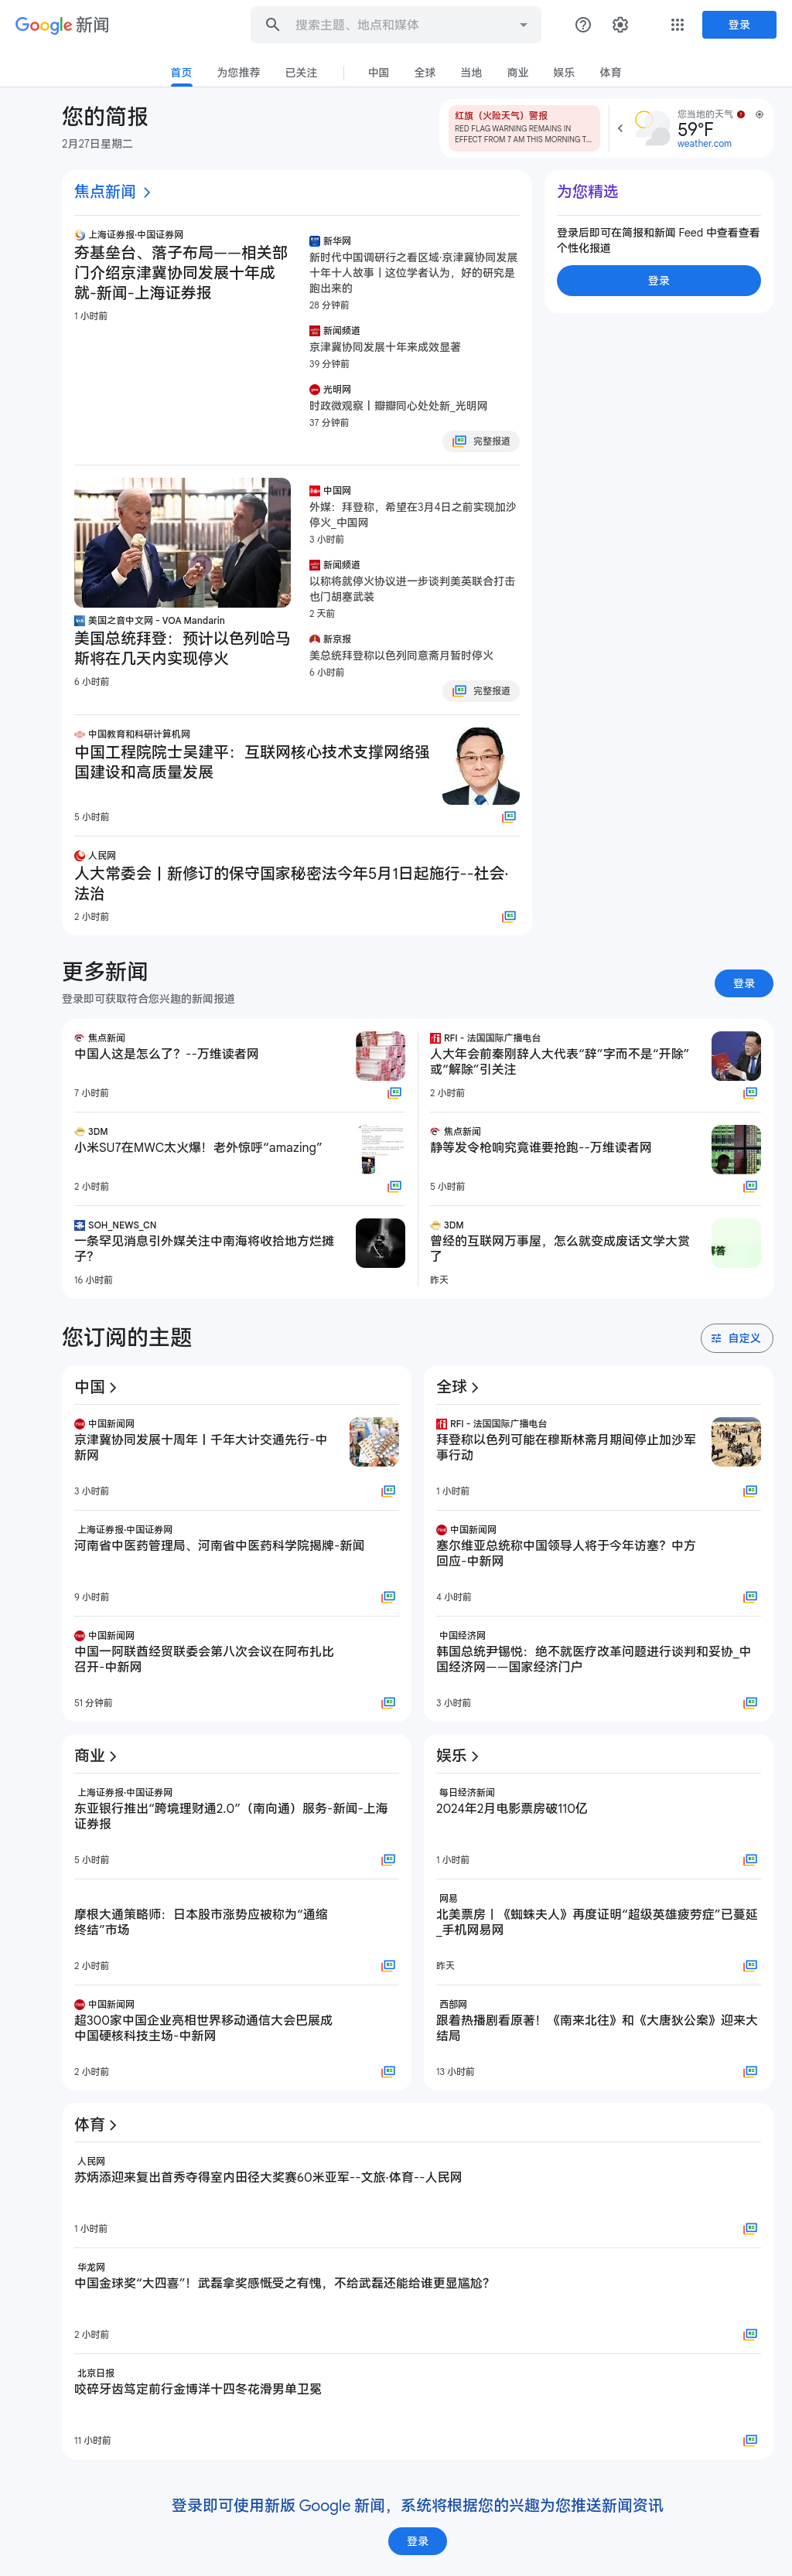 Google 新闻
搜索主题、地点和媒体
登录
首页 为您推荐 已关注 中国 全球 当地 商业 娱乐 体育
您的简报
2月27日星期二
红旗（火险天气）警报
RED FLAG WARNING REMAINS IN
EFFECT FROM 7 AM THIS MORNING T...
您当地的天气
59°F
weather.com
焦点新闻
上海证券报·中国证券网
夯基垒台、落子布局——相关部
门介绍京津冀协同发展十年成
就-新闻-上海证券报
1 小时前
新华网
新时代中国调研行之看区域·京津冀协同发展
十年十人故事丨这位学者认为，好的研究是
跑出来的
28 分钟前
新闻频道
京津冀协同发展十年来成效显著
39 分钟前
光明网
时政微观察丨瓣瓣同心处处新_光明网
37 分钟前
完整报道
美国之音中文网 - VOA Mandarin
美国总统拜登：预计以色列哈马
斯将在几天内实现停火
6 小时前
中国网
外媒：拜登称，希望在3月4日之前实现加沙
停火_中国网
3 小时前
新闻频道
以称将就停火协议进一步谈判美英联合打击
也门胡塞武装
2 天前
新京报
美总统拜登称以色列同意斋月暂时停火
6 小时前
完整报道
中国教育和科研计算机网
中国工程院院士吴建平：互联网核心技术支撑网络强
国建设和高质量发展
5 小时前
人民网
人大常委会丨新修订的保守国家秘密法今年5月1日起施行--社会·
法治
2 小时前
为您精选
登录后即可在简报和新闻 Feed 中查看查看
个性化报道
登录
更多新闻
登录即可获取符合您兴趣的新闻报道
登录
焦点新闻
中国人这是怎么了？--万维读者网
7 小时前
RFI - 法国国际广播电台
人大年会前秦刚辞人大代表“辞”字而不是“开除”
或“解除”引关注
2 小时前
3DM
小米SU7在MWC太火爆！老外惊呼“amazing”
2 小时前
焦点新闻
静等发令枪响究竟谁要抢跑--万维读者网
5 小时前
SOH_NEWS_CN
一条罕见消息引外媒关注中南海将收拾地方烂摊
子？
16 小时前
3DM
曾经的互联网万事屋，怎么就变成废话文学大赏
了
昨天
您订阅的主题
自定义
中国
中国新闻网
京津冀协同发展十周年丨千年大计交通先行-中
新网
3 小时前
上海证券报·中国证券网
河南省中医药管理局、河南省中医药科学院揭牌-新闻
9 小时前
中国新闻网
中国一阿联酋经贸联委会第八次会议在阿布扎比
召开-中新网
51 分钟前
全球
RFI - 法国国际广播电台
拜登称以色列可能在穆斯林斋月期间停止加沙军
事行动
1 小时前
中国新闻网
塞尔维亚总统称中国领导人将于今年访塞？中方
回应-中新网
4 小时前
中国经济网
韩国总统尹锡悦：绝不就医疗改革问题进行谈判和妥协_中
国经济网——国家经济门户
3 小时前
商业
上海证券报·中国证券网
东亚银行推出“跨境理财通2.0”（南向通）服务-新闻-上海
证券报
5 小时前
摩根大通策略师：日本股市涨势应被称为“通缩
终结”市场
2 小时前
中国新闻网
超300家中国企业亮相世界移动通信大会巴展成
中国硬核科技主场-中新网
2 小时前
娱乐
每日经济新闻
2024年2月电影票房破110亿
1 小时前
网易
北美票房丨《蜘蛛夫人》再度证明“超级英雄疲劳症”已蔓延
_手机网易网
昨天
西部网
跟着热播剧看原著！《南来北往》和《大唐狄公案》迎来大
结局
13 小时前
体育
人民网
苏炳添迎来复出首秀夺得室内田径大奖赛60米亚军--文旅·体育--人民网
1 小时前
华龙网
中国金球奖“大四喜”！武磊拿奖感慨受之有愧，不给武磊还能给谁更显尴尬？
2 小时前
北京日报
咬碎牙齿笃定前行金博洋十四冬花滑男单卫冕
11 小时前
登录即可使用新版 Google 新闻，系统将根据您的兴趣为您推送新闻资讯
登录